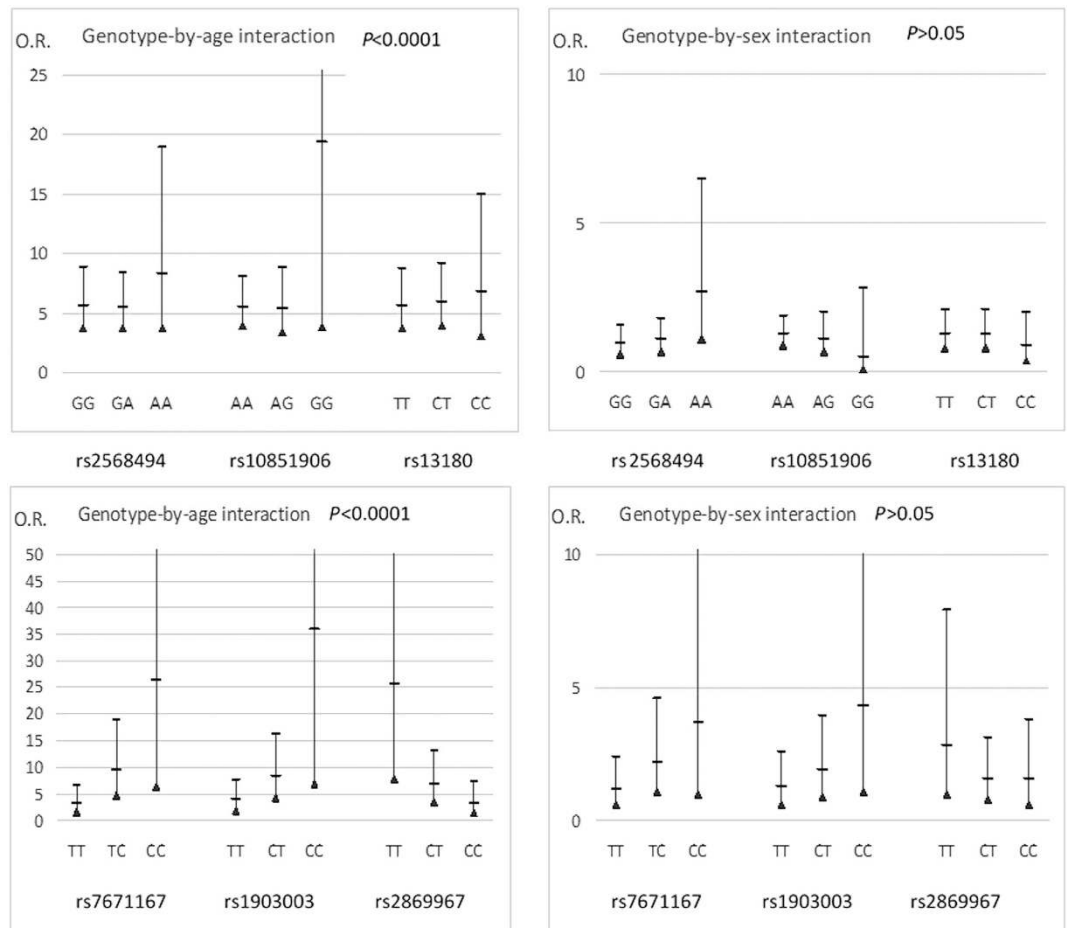 O.R. Genotype-by-age interaction P<0.0001
25
20
15
10
5
0
GG GA AA AA AG GG TT CT CC
rs2568494 rs10851906 rs13180
O.R. Genotype-by-sex interaction P>0.05
10
5
0
GG GA AA AA AG GG TT CT CC
rs2568494 rs10851906 rs13180
O.R. Genotype-by-age interaction P<0.0001
50
45
40
35
30
25
20
15
10
5
0
TT TC CC TT CT CC TT CT CC
rs7671167 rs1903003 rs2869967
O.R. Genotype-by-sex interaction P>0.05
10
5
0
TT TC CC TT CT CC TT CT CC
rs7671167 rs1903003 rs2869967